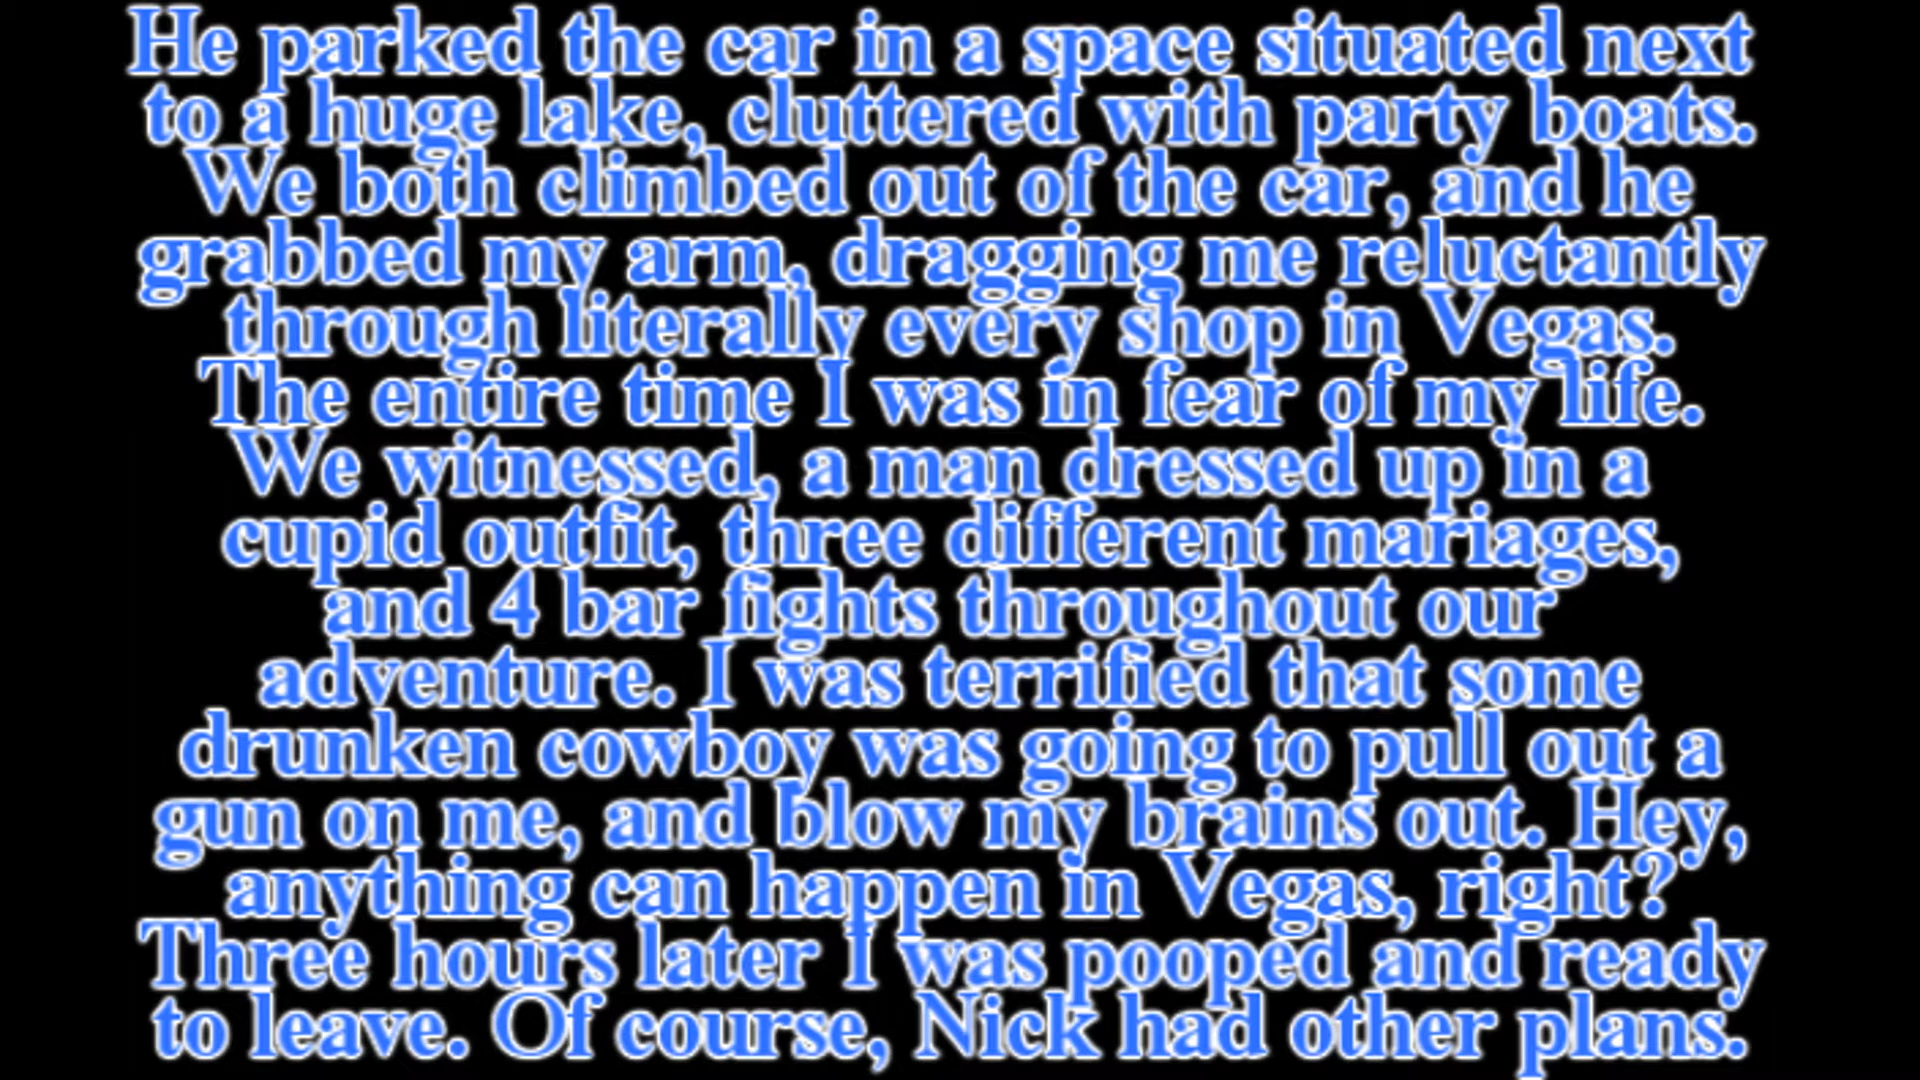 He parked the car in a space situated next
to a huge lake, cluttered with party boats.
We both climbed out of the car, and he
grabbed my arm, dragging me reluctantly
through literally every shop in Vegas.
The entire time I was in fear of my life.
We witnessed, a man dressed up in a
cupid outfit, three different mariages,
and 4 bar fights throughout our
adventure. I was terrified that some
drunken cowboy was going to pull out a
gun on me, and blow my brains out. Hey,
anything can happen in Vegas, right?
Three hours later I was pooped and ready
to leave. Of course, Nick had other plans.